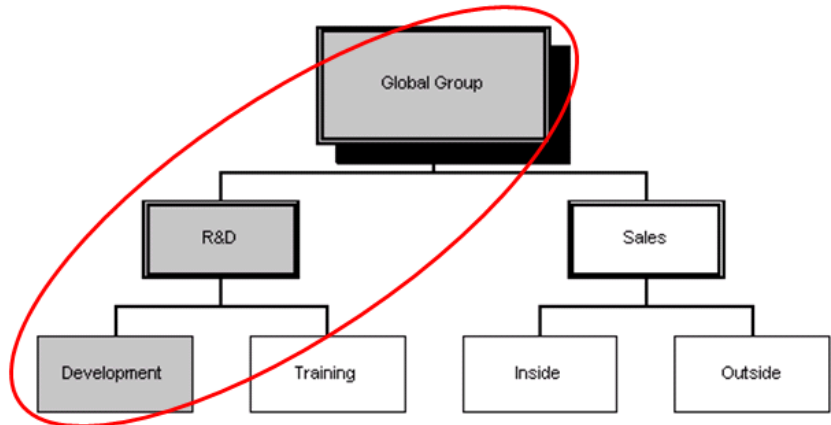 Global Group
R&D
Sales
Development
Training
Inside
Outside